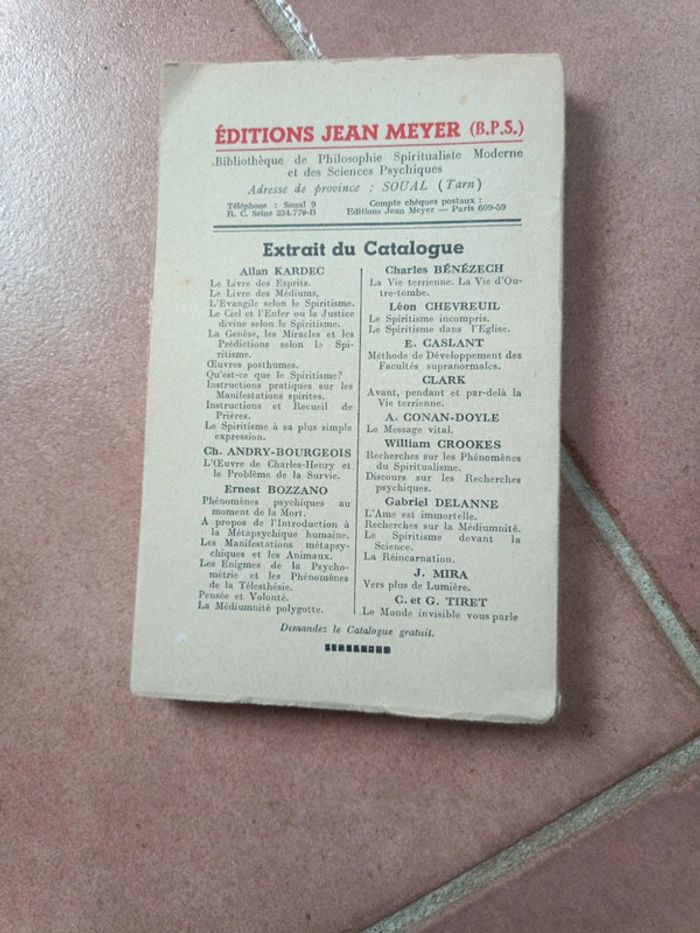 ÉDITIONS JEAN MEYER (B.P.S.)
Bibliothèque de Philosophie Spiritualiste Moderne
et des Sciences Psychiques
Adresse de province : SOUAL (Tarn)
Téléphone : Soual 9
R. C. Seine 234.779-B
Compte chèques postaux :
Editions Jean Meyer — Paris 609-59
Extrait du Catalogue
Allan KARDEC
Le Livre des Esprits.
Le Livre des Médiums.
L'Evangile selon le Spiritisme.
Le Ciel et l'Enfer ou la Justice
divine selon le Spiritisme.
La Genèse, les Miracles et les
Prédictions selon le Spi-
ritisme.
Œuvres posthumes.
Qu'est-ce que le Spiritisme?
Instructions pratiques sur les
Manifestations spirites.
Instructions et Recueil de
Prières.
Le Spiritisme à sa plus simple
expression.
Ch. ANDRY-BOURGEOIS
L'Œuvre de Charles-Henry et
le Problème de la Survie.
Ernest BOZZANO
Phénomènes psychiques au
moment de la Mort.
A propos de l'Introduction à
la Métapsychique humaine.
Les Manifestations métapsy-
chiques et les Animaux.
Les Enigmes de la Psycho-
métrie et les Phénomènes
de la Télesthésie.
Pensée et Volonté.
La Médiumnité polygotte.
Charles BÉNÉZECH
La Vie terrienne. La Vie d'Ou-
tre-tombe.
Léon CHEVREUIL
Le Spiritisme incompris.
Le Spiritisme dans l'Eglise.
E. CASLANT
Méthode de Développement des
Facultés supranormales.
CLARK
Avant, pendant et par-delà la
Vie terrienne.
A. CONAN-DOYLE
Le Message vital.
William CROOKES
Recherches sur les Phénomènes
du Spiritualisme.
Discours sur les Recherches
psychiques.
Gabriel DELANNE
L'Ame est immortelle.
Recherches sur la Médiumnité.
Le Spiritisme devant la
Science.
La Réincarnation.
J. MIRA
Vers plus de Lumière.
C. et G. TIRET
Le Monde invisible vous parle
Demandez le Catalogue gratuit.